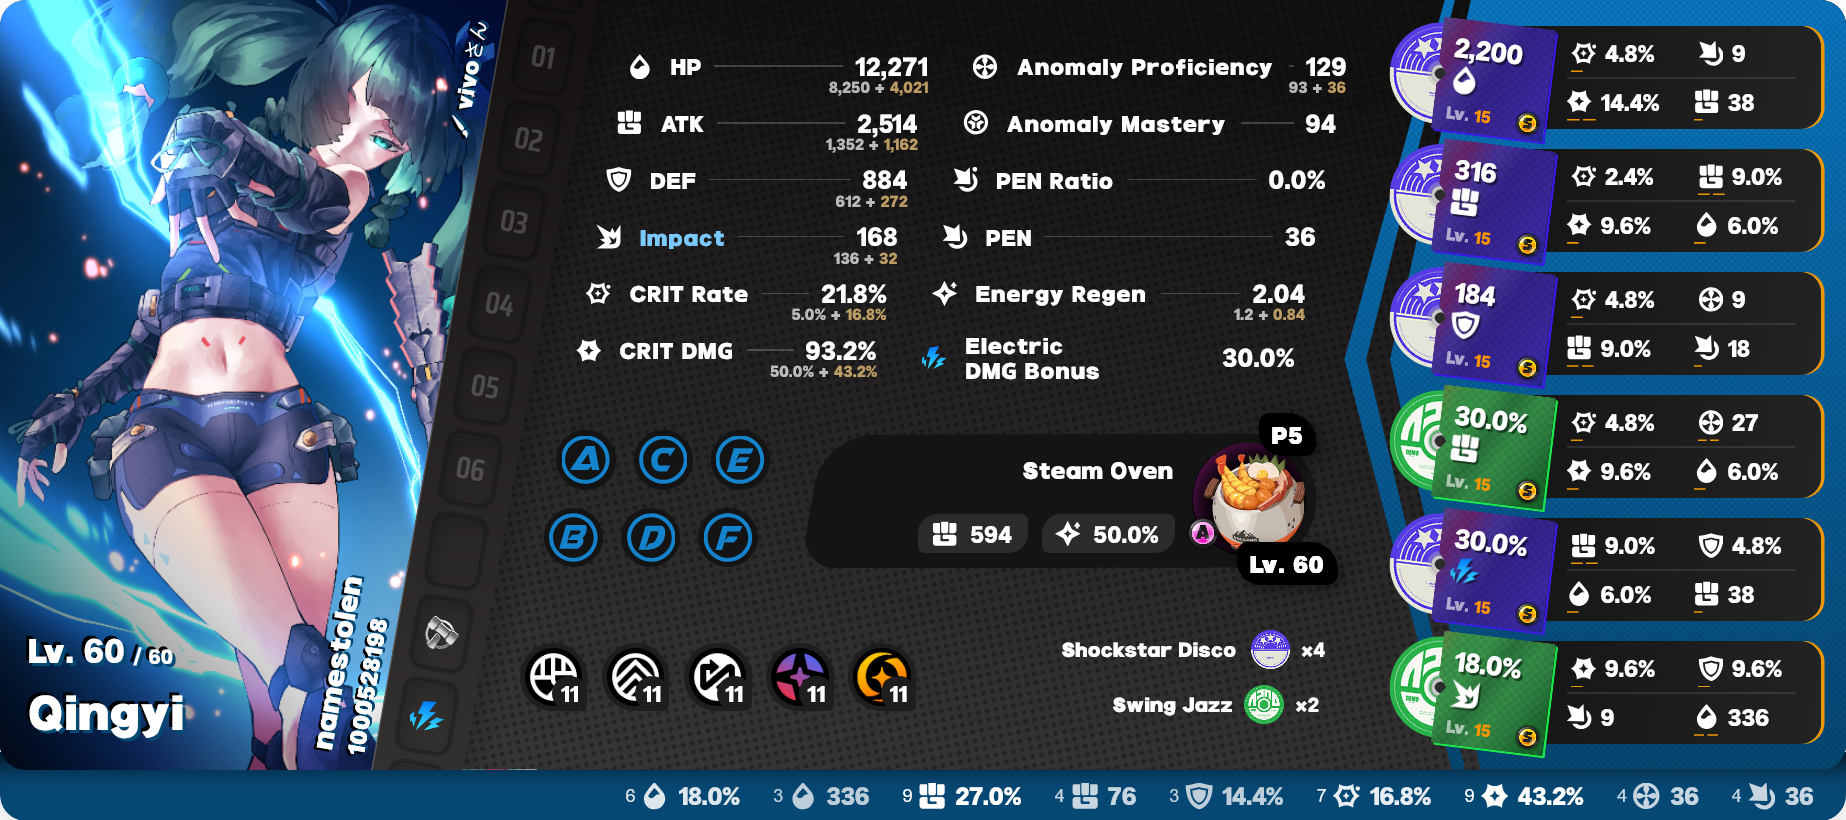 vivoさん
Lv. 60 / 60
Qingyi
namestolen
1000528198
01
02
03
04
05
06
HP 12,271
8,250 + 4,021
ATK 2,514
1,352 + 1,162
DEF 884
612 + 272
Impact 168
136 + 32
CRIT Rate 21.8%
5.0% + 16.8%
CRIT DMG 93.2%
50.0% + 43.2%
Anomaly Proficiency 129
93 + 36
Anomaly Mastery 94
PEN Ratio 0.0%
PEN 36
Energy Regen 2.04
1.2 + 0.84
Electric
DMG Bonus 30.0%
A C E
B D F
P5
Steam Oven
594 50.0%
A
Lv. 60
11 11 11 11 11
Shockstar Disco ×4
Swing Jazz ×2
2,200
Lv. 15 S
4.8% 9
14.4% 38
316
Lv. 15 S
2.4% 9.0%
9.6% 6.0%
184
Lv. 15 S
4.8% 9
9.0% 18
30.0%
Lv. 15 S
4.8% 27
9.6% 6.0%
30.0%
Lv. 15 S
9.0% 4.8%
6.0% 38
18.0%
Lv. 15 S
9.6% 9.6%
9 336
6 18.0% 3 336 9 27.0% 4 76 3 14.4% 7 16.8% 9 43.2% 4 36 4 36